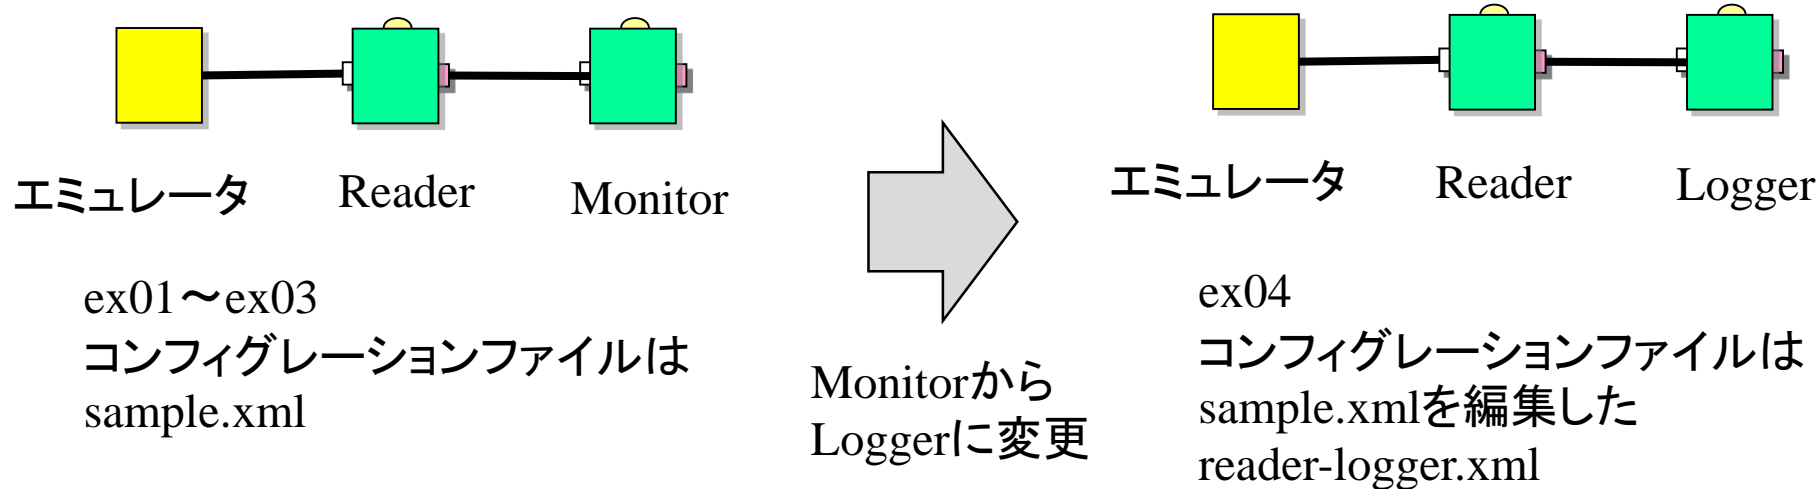 エミュレータ
Reader
Monitor
ex01～ex03
コンフィグレーションファイルは
sample.xml
Monitorから
Loggerに変更
エミュレータ
Reader
Logger
ex04
コンフィグレーションファイルは
sample.xmlを編集した
reader-logger.xml